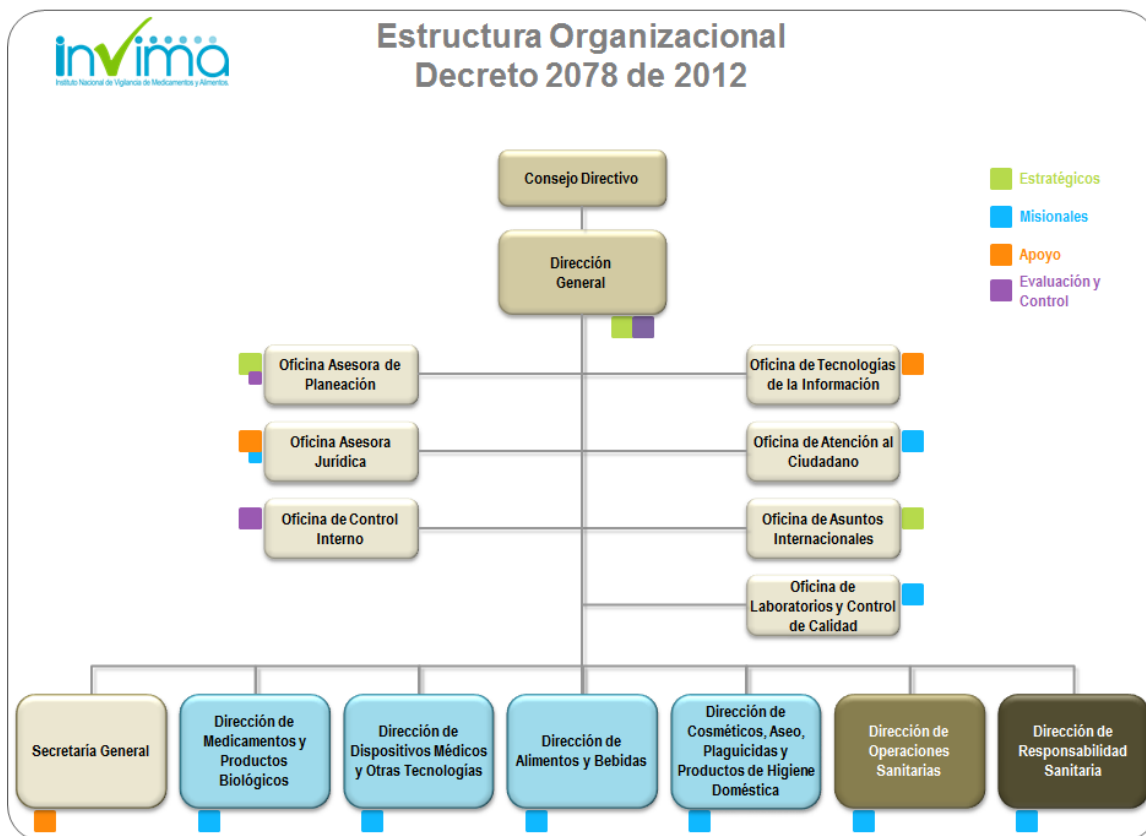 invima
Instituto Nacional de Vigilancia de Medicamentos y Alimentos.
Estructura Organizacional
Decreto 2078 de 2012
Consejo Directivo
Dirección
General
Estratégicos
Misionales
Apoyo
Evaluación y
Control
Oficina Asesora de
Planeación
Oficina de Tecnologías
de la Información
Oficina Asesora
Jurídica
Oficina de Atención al
Ciudadano
Oficina de Control
Interno
Oficina de Asuntos
Internacionales
Oficina de
Laboratorios y Control
de Calidad
Secretaría General
Dirección de
Medicamentos y
Productos
Biológicos
Dirección de
Dispositivos Médicos
y Otras Tecnologías
Dirección de
Alimentos y Bebidas
Dirección de
Cosméticos, Aseo,
Plaguicidas y
Productos de Higiene
Doméstica
Dirección de
Operaciones
Sanitarias
Dirección de
Responsabilidad
Sanitaria